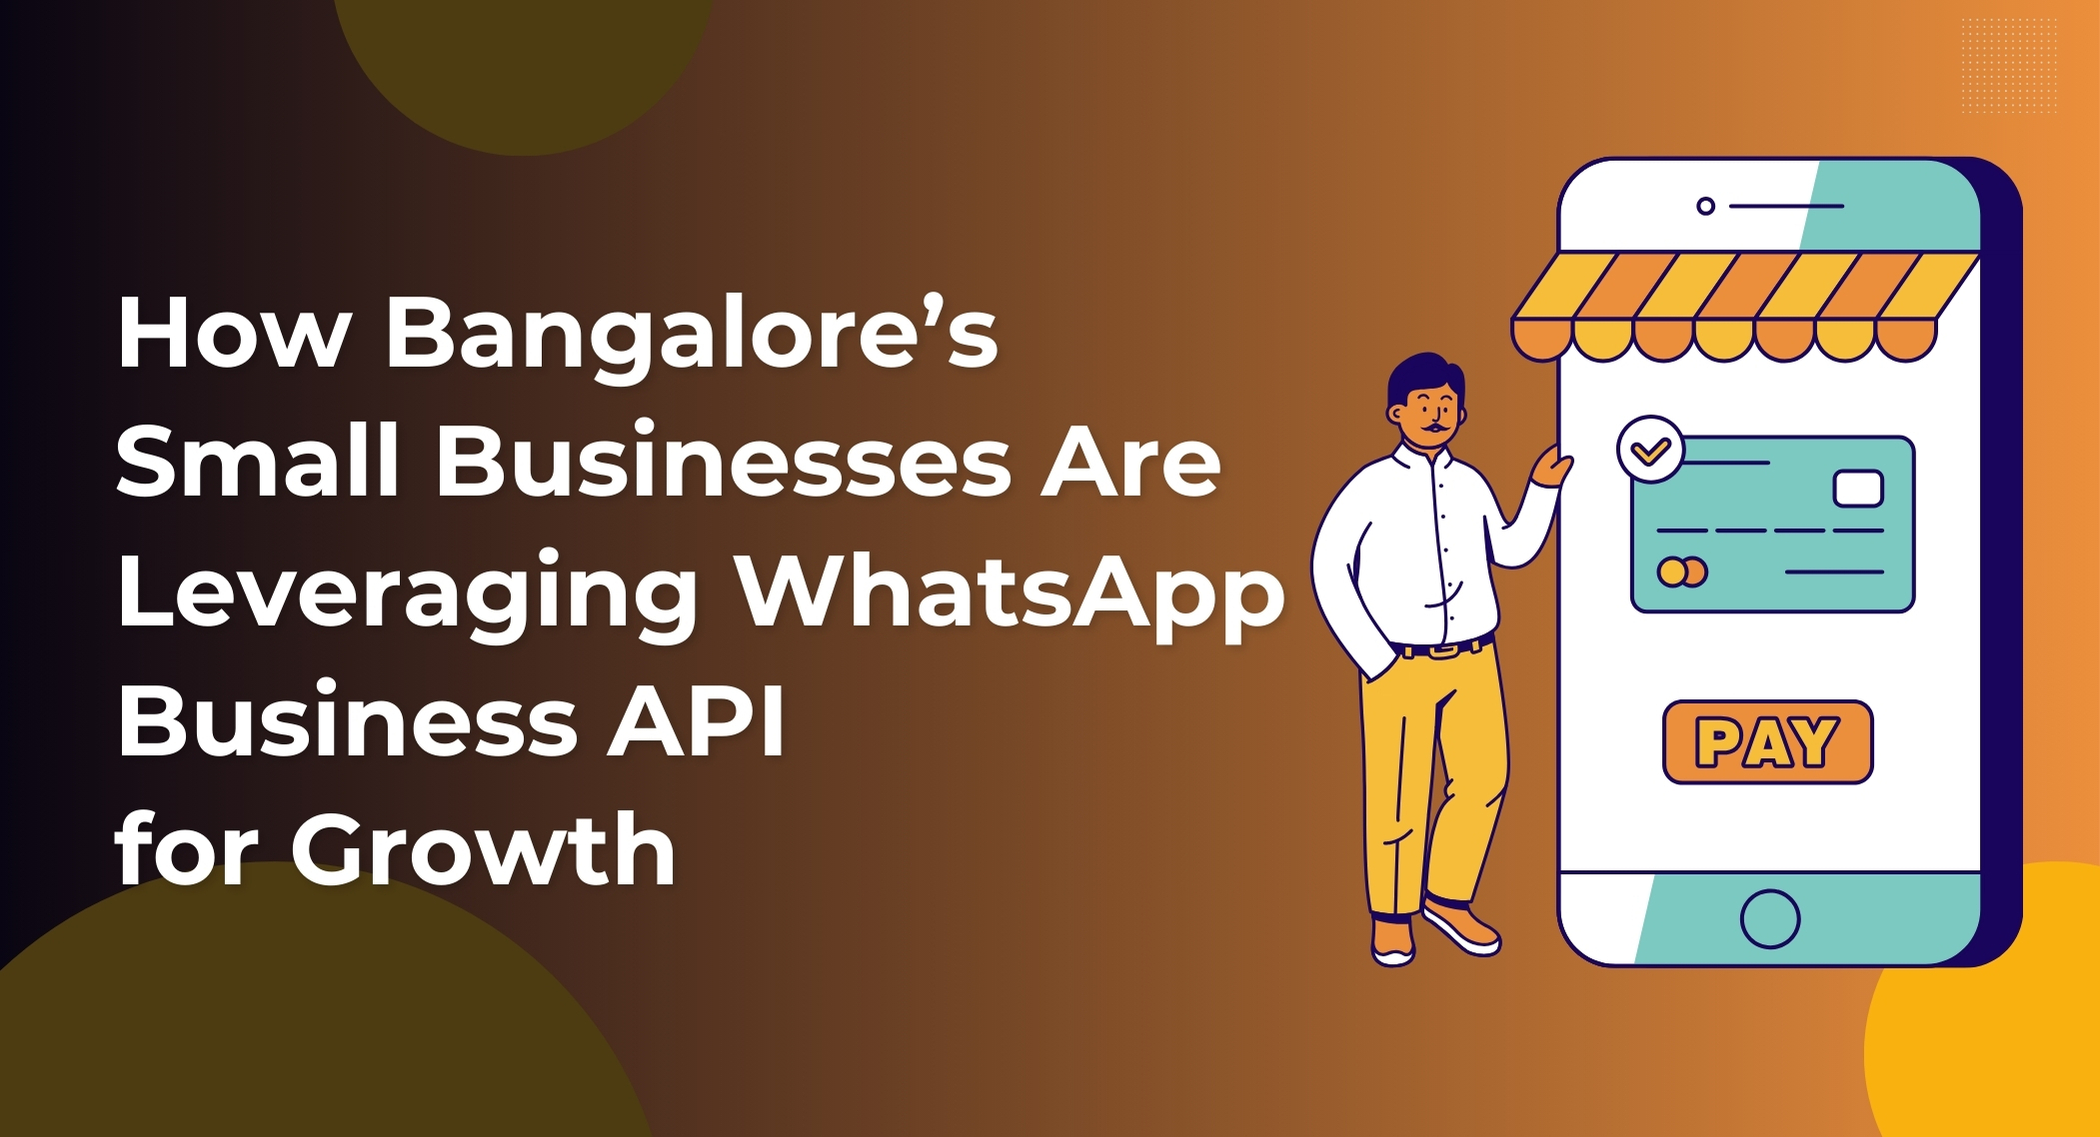 How Bangalore’s
Small Businesses Are
Leveraging WhatsApp
Business API
for Growth
PAY